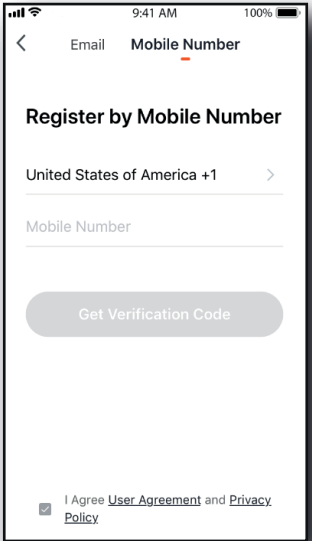 9:41 AM 100%
Email Mobile Number
Register by Mobile Number
United States of America +1
Mobile Number
Get Verification Code
I Agree User Agreement and Privacy
Policy